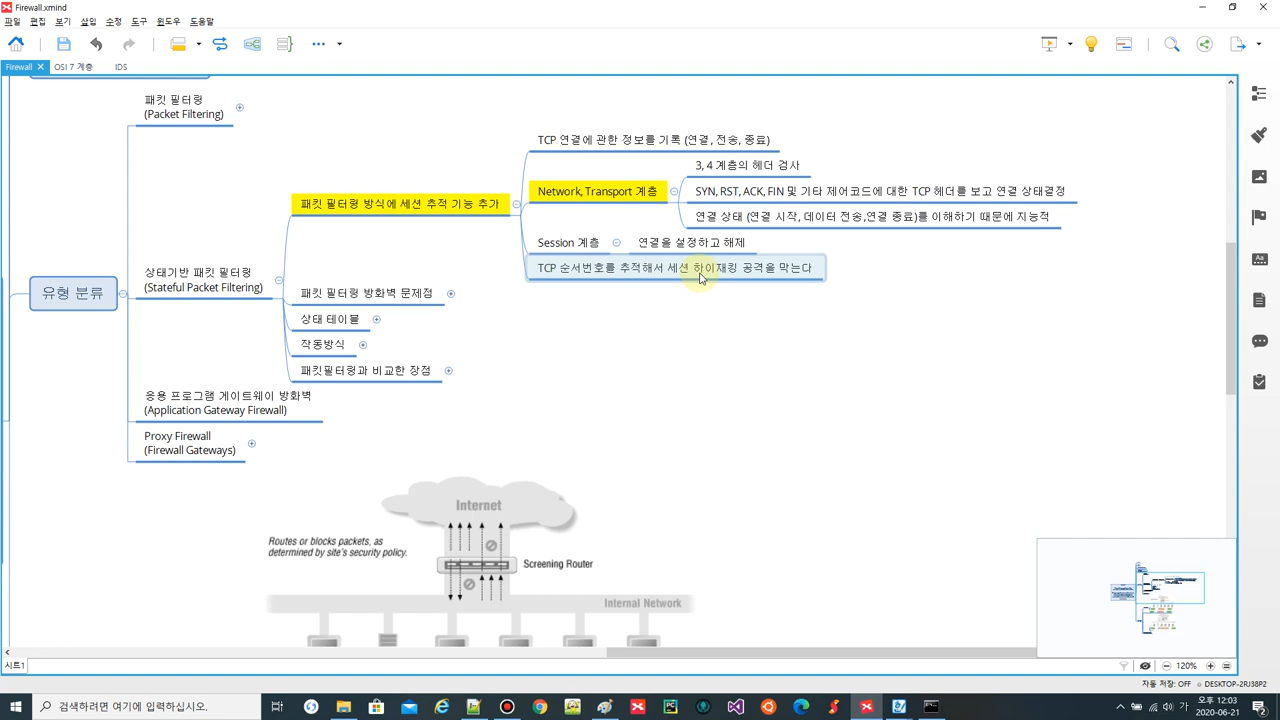 Firewall.xmind
파일 편집 보기 삽입 수정 도구 윈도우 도움말
Firewall OSI 7 계층 IDS
패킷 필터링
(Packet Filtering)
TCP 연결에 관한 정보를 기록 (연결, 전송, 종료)
3, 4 계층의 헤더 검사
Network, Transport 계층
SYN, RST, ACK, FIN 및 기타 제어코드에 대한 TCP 헤더를 보고 연결 상태결정
패킷 필터링 방식에 세션 추적 기능 추가
연결 상태 (연결 시작, 데이터 전송,연결 종료)를 이해하기 때문에 지능적
Session 계층
연결을 설정하고 해제
TCP 순서번호를 추적해서 세션 하이재킹 공격을 막는다
유형 분류
상태기반 패킷 필터링
(Stateful Packet Filtering)
패킷 필터링 방화벽 문제점
상태 테이블
작동방식
패킷필터링과 비교한 장점
응용 프로그램 게이트웨이 방화벽
(Application Gateway Firewall)
Proxy Firewall
(Firewall Gateways)
Internet
Routes or blocks packets, as
determined by site's security policy.
Screening Router
Internal Network
시트1
120%
자동 저장: OFF DESKTOP-2RJ38P2
검색하려면 여기에 입력하십시오.
가
오후 12:03
2020-06-21
2